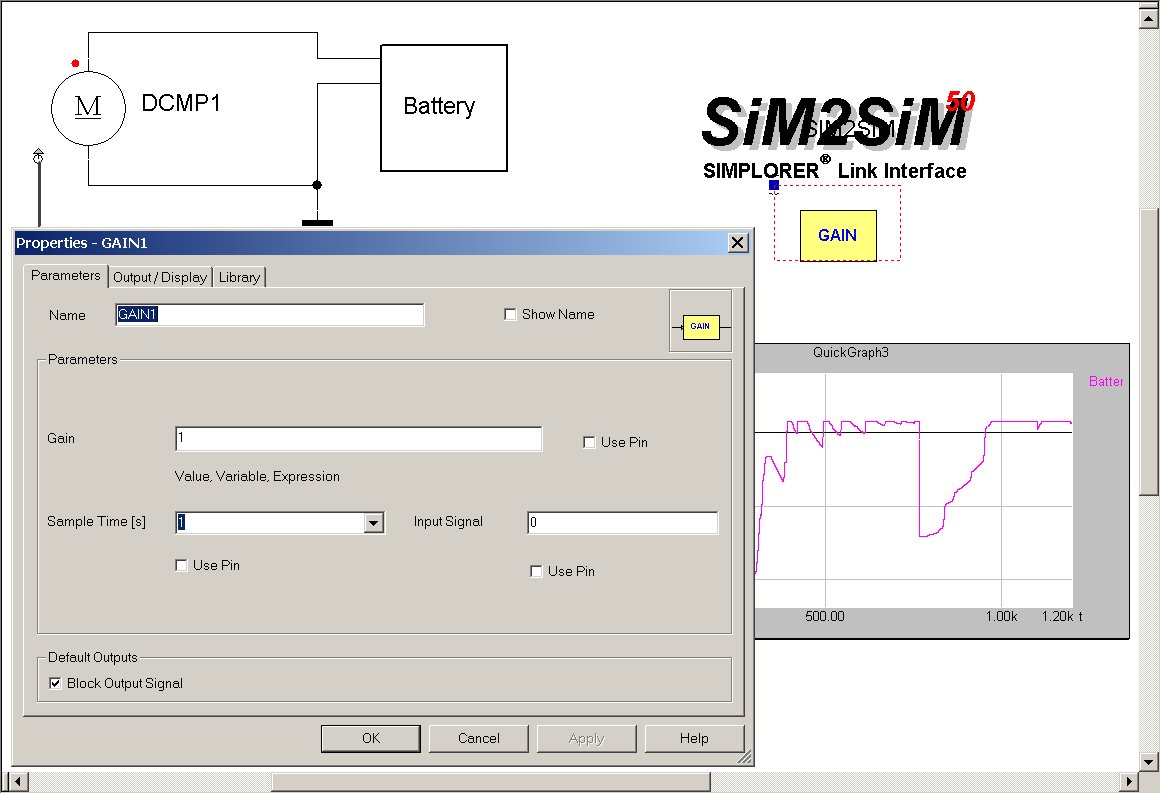 M
DCMP1
Battery
SiM2SiM 50
SIM2SIM
SIMPLORER® Link Interface
GAIN
Properties - GAIN1
Parameters
Output / Display
Library
Name
GAIN1
Show Name
GAIN
Parameters
Gain
1
Use Pin
Value, Variable, Expression
Sample Time [s]
1
Input Signal
0
Use Pin
Use Pin
Default Outputs
Block Output Signal
OK
Cancel
Apply
Help
QuickGraph3
Batter
500.00
1.00k
1.20k
t